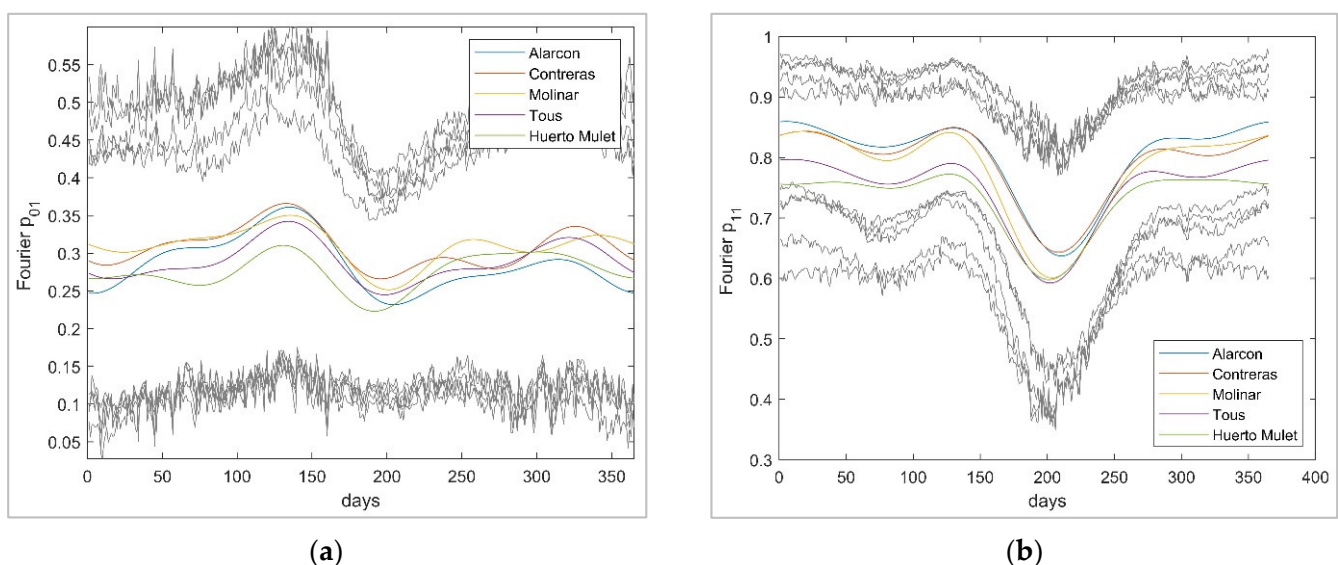 0.55
0.5
0.45
0.4
0.35
0.3
0.25
0.2
0.15
0.1
0.05
Fourier p01
0 50 100 150 200 250 300 350
days
Alarcon
Contreras
Molinar
Tous
Huerto Mulet
(a)
1
0.9
0.8
0.7
0.6
0.5
0.4
0.3
Fourier p11
0 50 100 150 200 250 300 350 400
days
Alarcon
Contreras
Molinar
Tous
Huerto Mulet
(b)